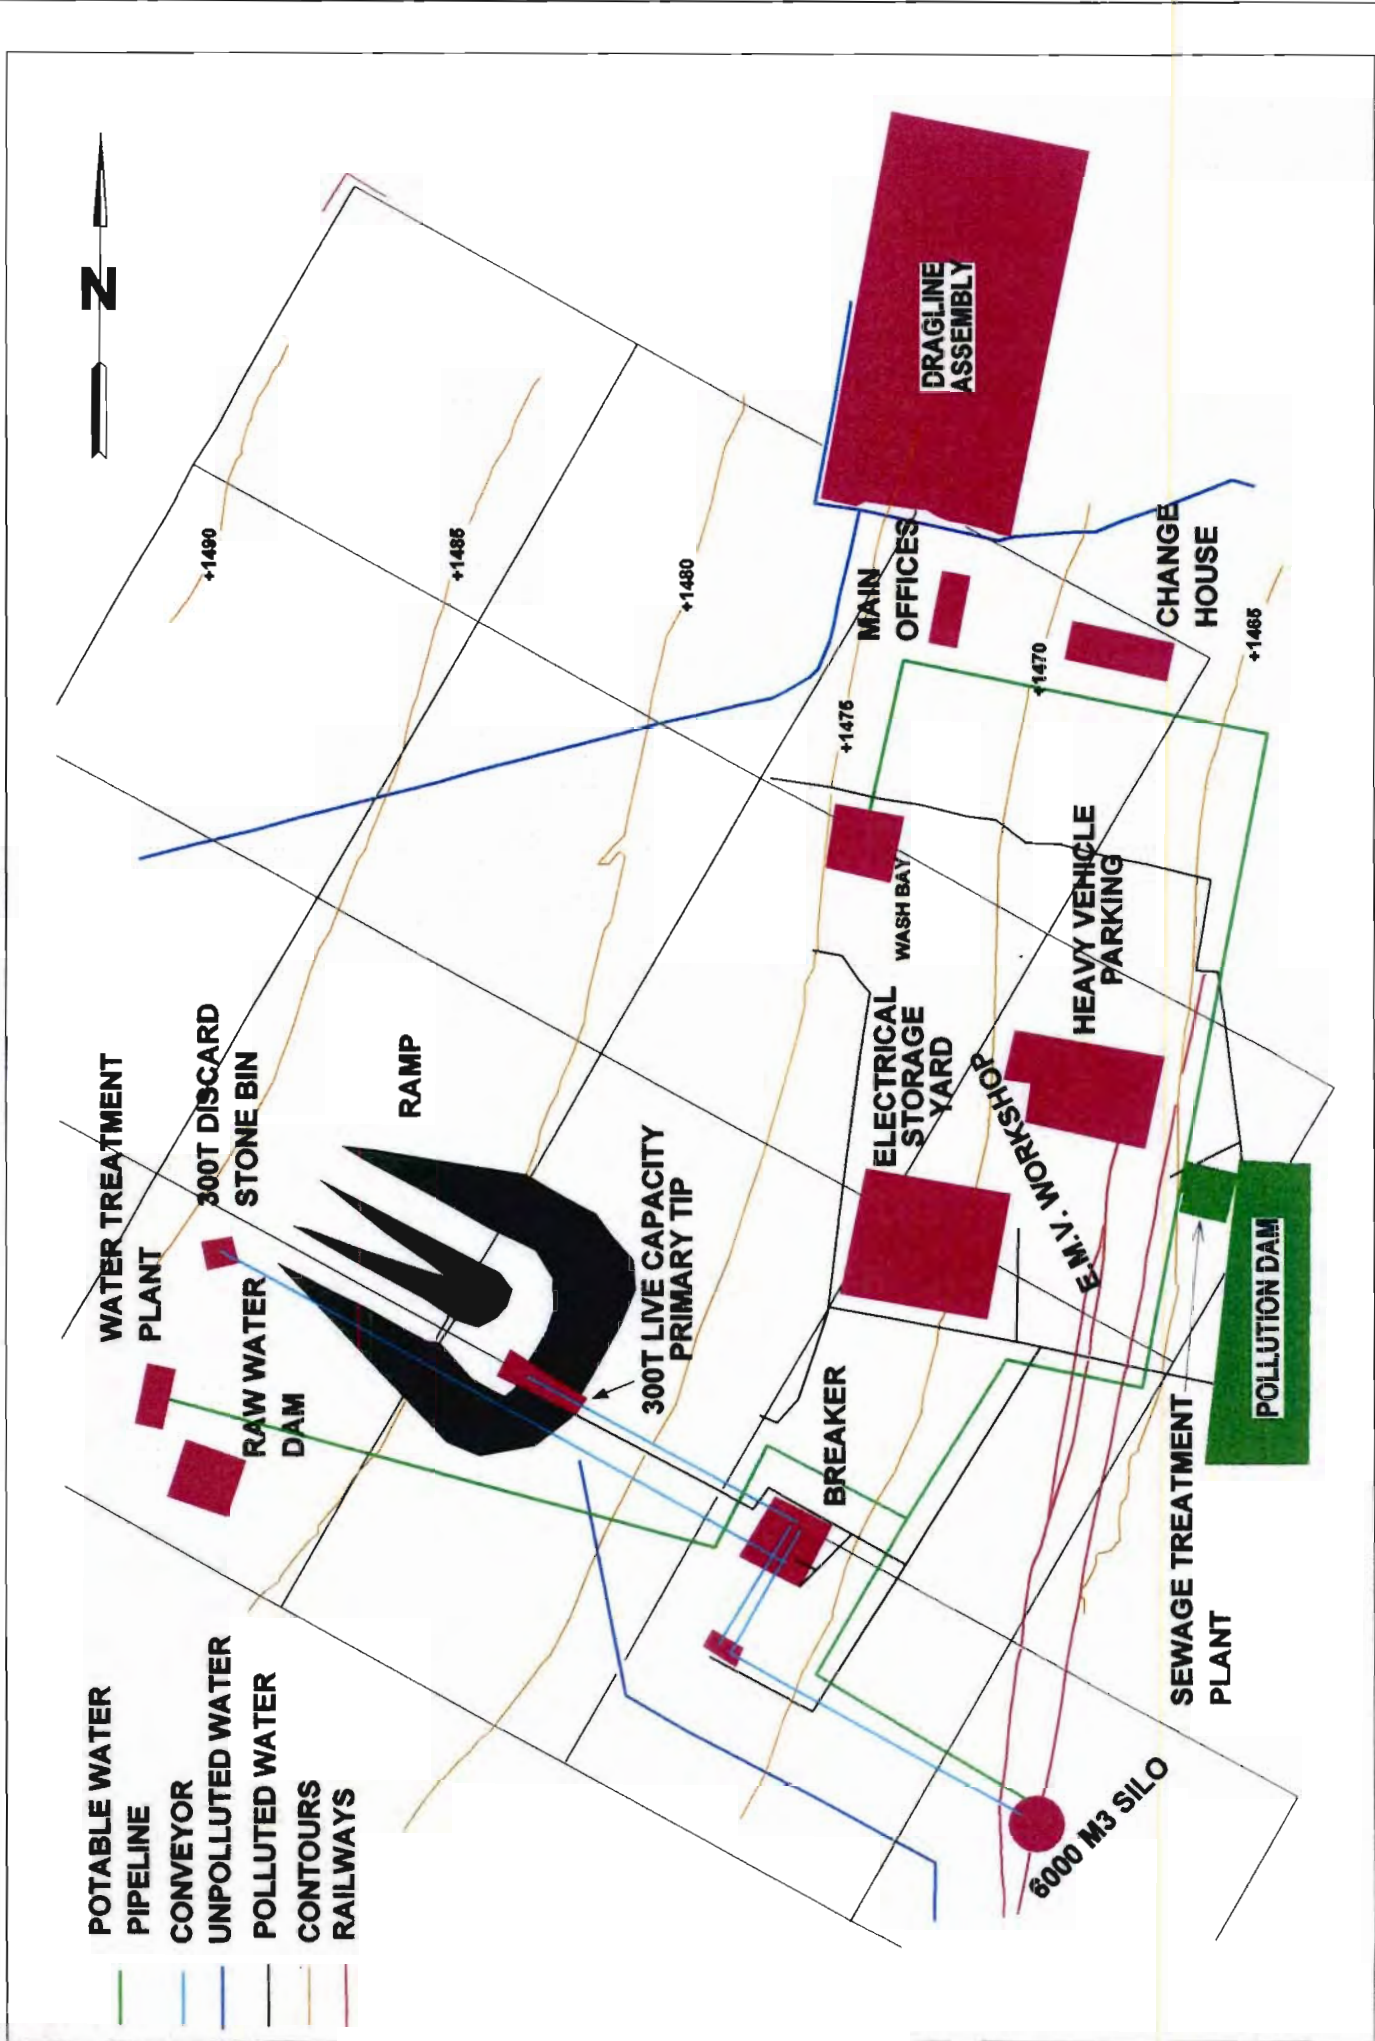 POTABLE WATER
PIPELINE
CONVEYOR
UNPOLLUTED WATER
POLLUTED WATER
CONTOURS
RAILWAYS
N
WATER TREATMENT
PLANT
300T DISCARD
STONE BIN
RAW WATER
DAM
RAMP
300T LIVE CAPACITY
PRIMARY TIP
BREAKER
+1490
+1485
+1480
+1475
+1470
+1465
DRAGLINE
ASSEMBLY
MAIN
OFFICES
CHANGE
HOUSE
WASH BAY
ELECTRICAL
STORAGE
YARD
HEAVY VEHICLE
PARKING
E.M.V. WORKSHOP
POLLUTION DAM
SEWAGE TREATMENT
PLANT
6000 M3 SILO